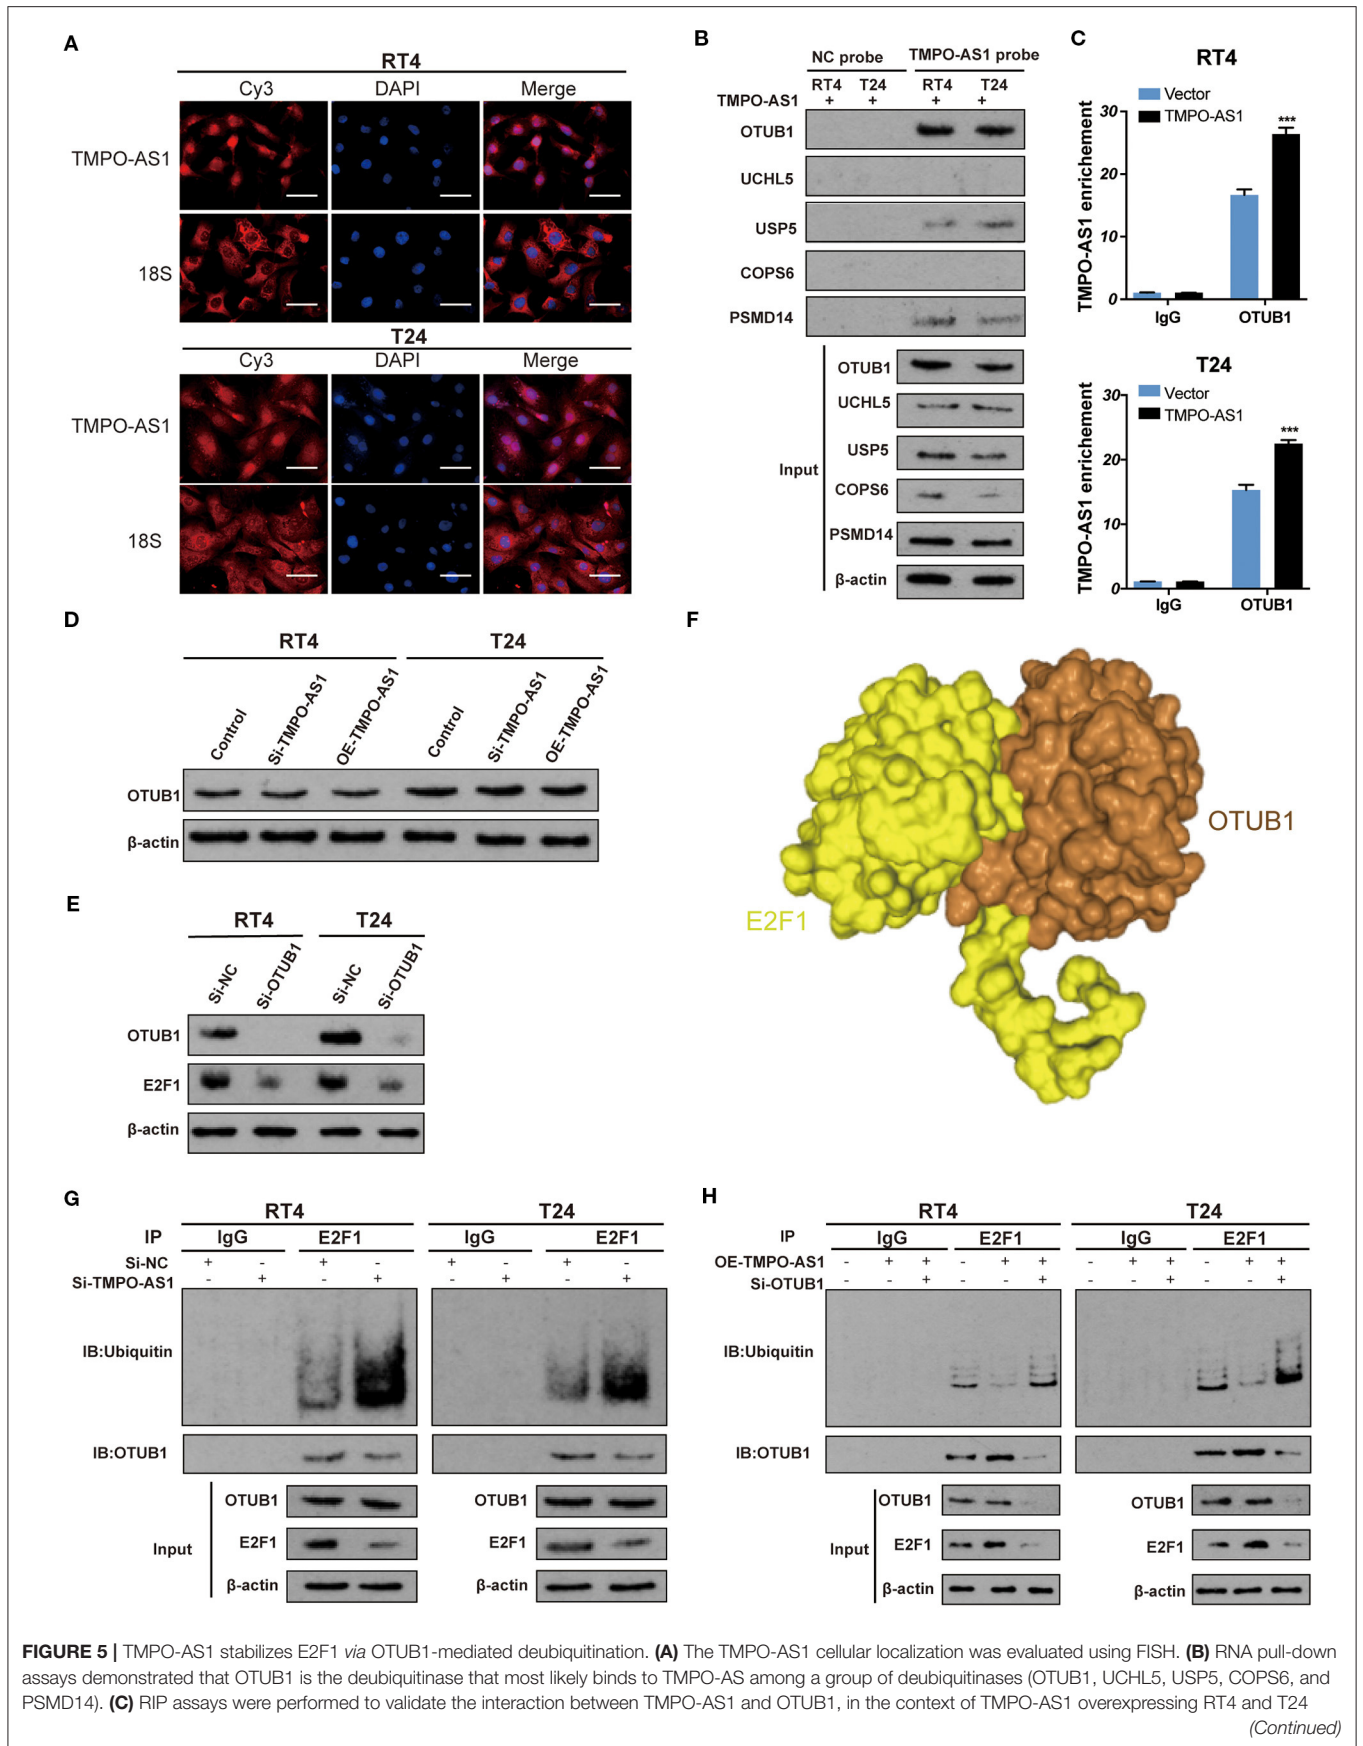 A
RT4
Cy3 DAPI Merge
TMPO-AS1
18S
T24
Cy3 DAPI Merge
TMPO-AS1
18S
B
NC probe TMPO-AS1 probe
RT4 T24 RT4 T24
TMPO-AS1 + + + +
OTUB1
UCHL5
USP5
COPS6
PSMD14
Input
OTUB1
UCHL5
USP5
COPS6
PSMD14
β-actin
C
RT4
Vector
TMPO-AS1
TMPO-AS1 enrichement
30
20
10
0
***
IgG OTUB1
T24
Vector
TMPO-AS1
TMPO-AS1 enrichement
30
20
10
0
***
IgG OTUB1
D
RT4 T24
Control Si-TMPO-AS1 OE-TMPO-AS1 Control Si-TMPO-AS1 OE-TMPO-AS1
OTUB1
β-actin
E
RT4 T24
Si-NC Si-OTUB1 Si-NC Si-OTUB1
OTUB1
E2F1
β-actin
F
OTUB1
E2F1
G
RT4 T24
IP IgG E2F1 IgG E2F1
Si-NC + - + - + - + -
Si-TMPO-AS1 - + - + - + - +
IB:Ubiquitin
IB:OTUB1
Input
OTUB1 OTUB1
E2F1 E2F1
β-actin β-actin
H
RT4 T24
IP IgG E2F1 IgG E2F1
OE-TMPO-AS1 - + + - + + - + + - + +
Si-OTUB1 - - + - - + - - + - - +
IB:Ubiquitin
IB:OTUB1
Input
OTUB1 OTUB1
E2F1 E2F1
β-actin β-actin
FIGURE 5 | TMPO-AS1 stabilizes E2F1 via OTUB1-mediated deubiquitination. (A) The TMPO-AS1 cellular localization was evaluated using FISH. (B) RNA pull-down
assays demonstrated that OTUB1 is the deubiquitinase that most likely binds to TMPO-AS among a group of deubiquitinases (OTUB1, UCHL5, USP5, COPS6, and
PSMD14). (C) RIP assays were performed to validate the interaction between TMPO-AS1 and OTUB1, in the context of TMPO-AS1 overexpressing RT4 and T24
(Continued)